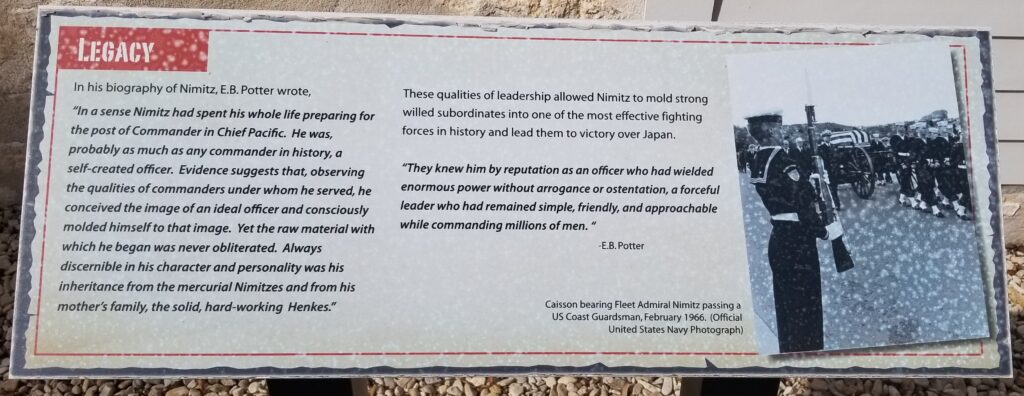 LEGACY
In his biography of Nimitz, E.B. Potter wrote,
“In a sense Nimitz had spent his whole life preparing for
the post of Commander in Chief Pacific.  He was,
probably as much as any commander in history, a
self-created officer.  Evidence suggests that, observing
the qualities of commanders under whom he served, he
conceived the image of an ideal officer and consciously
molded himself to that image.  Yet the raw material with
which he began was never obliterated.  Always
discernible in his character and personality was his
inheritance from the mercurial Nimitzes and from his
mother’s family, the solid, hard-working  Henkes.”
These qualities of leadership allowed Nimitz to mold strong
willed subordinates into one of the most effective fighting
forces in history and lead them to victory over Japan.
“They knew him by reputation as an officer who had wielded
enormous power without arrogance or ostentation, a forceful
leader who had remained simple, friendly, and approachable
while commanding millions of men. “
-E.B. Potter
Caisson bearing Fleet Admiral Nimitz passing a
US Coast Guardsman, February 1966.  (Official
United States Navy Photograph)